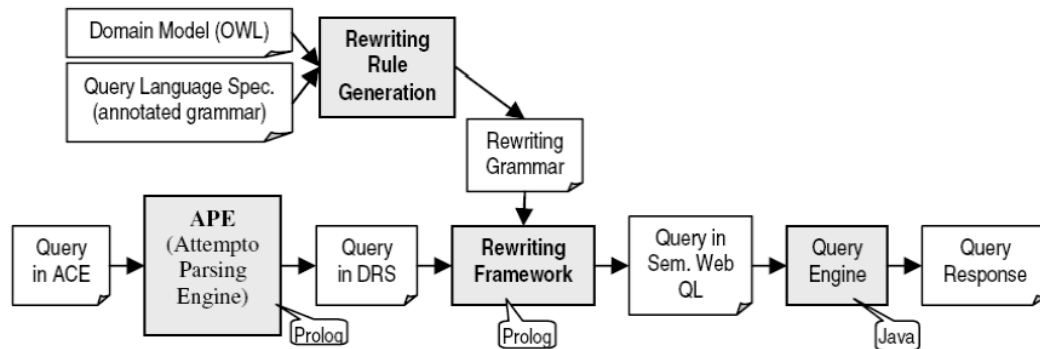 Domain Model (OWL)
Query Language Spec.
(annotated grammar)
Rewriting
Rule
Generation
Rewriting
Grammar
Query
in ACE
APE
(Attempto
Parsing
Engine)
Prolog
Query
in DRS
Rewriting
Framework
Prolog
Query in
Sem. Web
QL
Query
Engine
Java
Query
Response